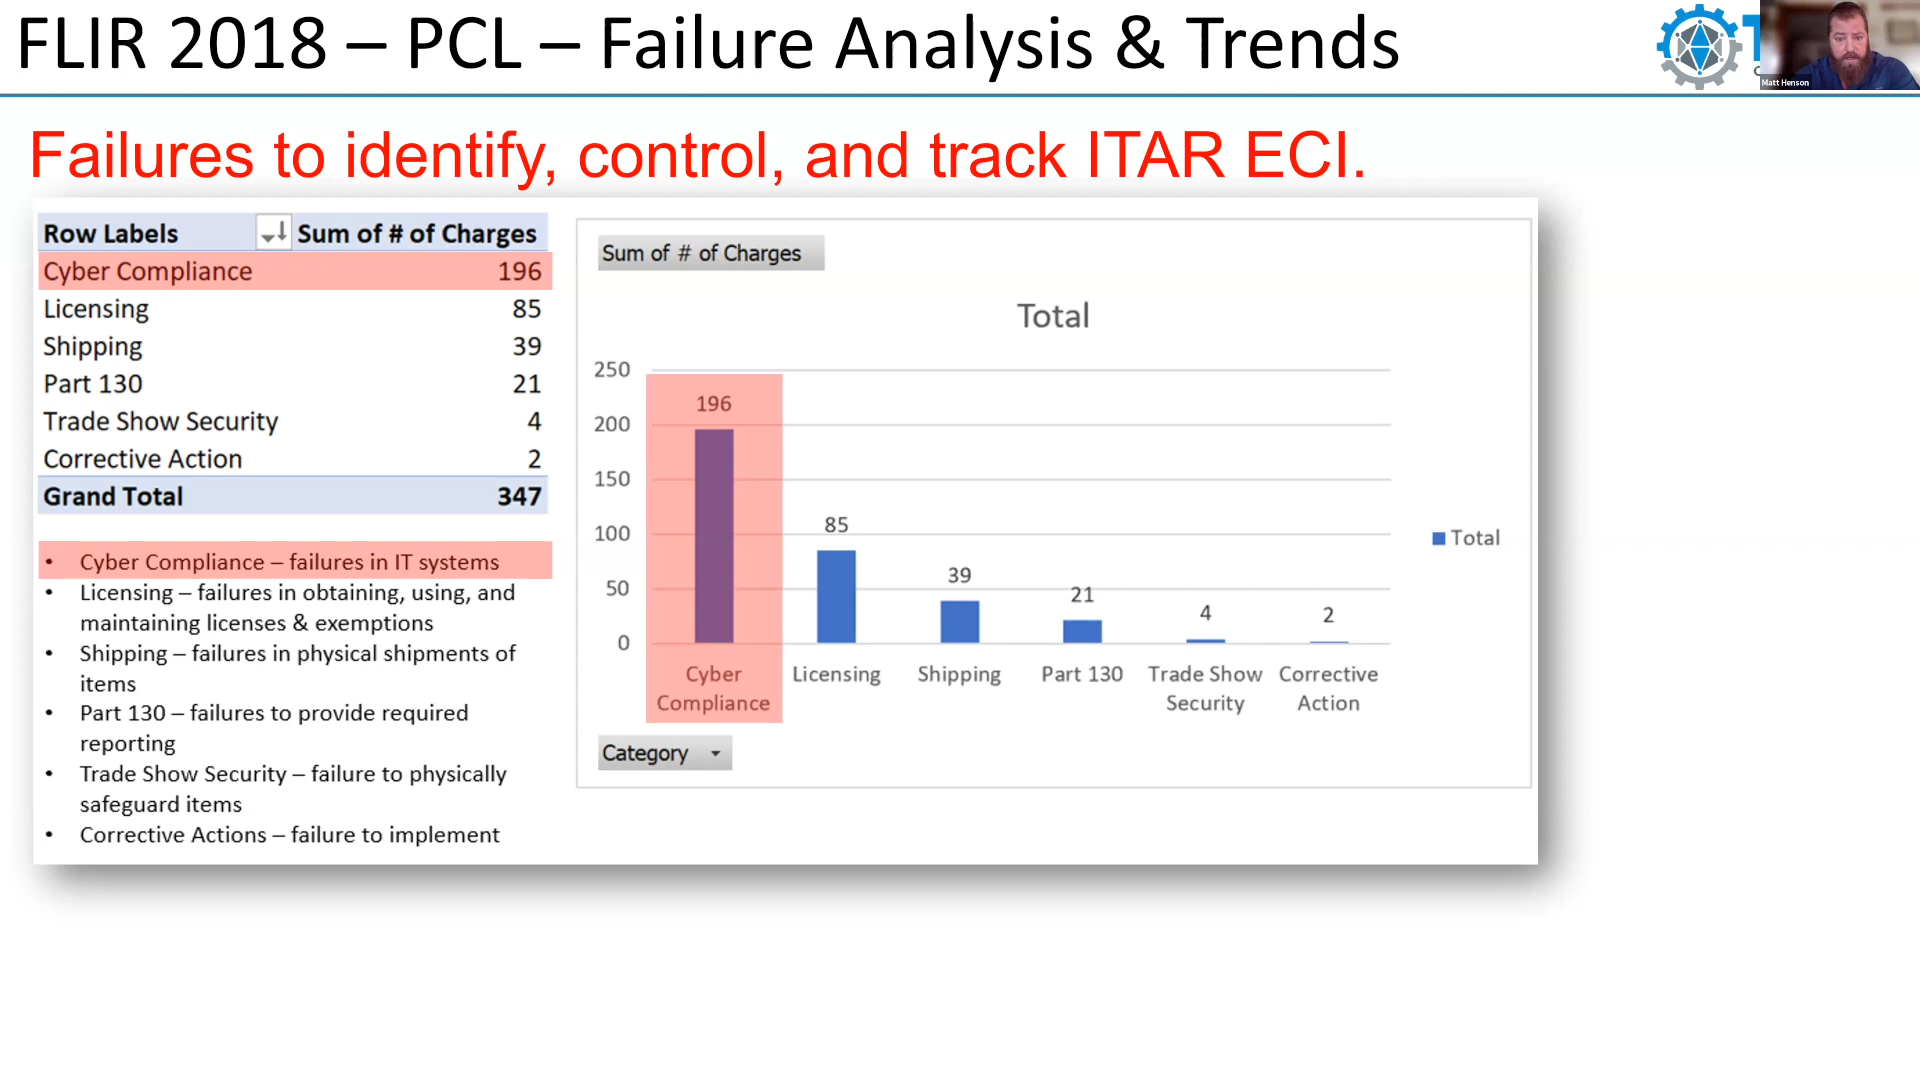 FLIR 2018 – PCL – Failure Analysis & Trends
T
Matt Henson
Failures to identify, control, and track ITAR ECI.
Row Labels Sum of # of Charges
Cyber Compliance 196
Licensing 85
Shipping 39
Part 130 21
Trade Show Security 4
Corrective Action 2
Grand Total 347
• Cyber Compliance – failures in IT systems
• Licensing – failures in obtaining, using, and
maintaining licenses & exemptions
• Shipping – failures in physical shipments of
items
• Part 130 – failures to provide required
reporting
• Trade Show Security – failure to physically
safeguard items
• Corrective Actions – failure to implement
Sum of # of Charges
Total
250
200
150
100
50
0
196
85
39
21
4
2
Cyber
Compliance
Licensing
Shipping
Part 130
Trade Show
Security
Corrective
Action
Total
Category